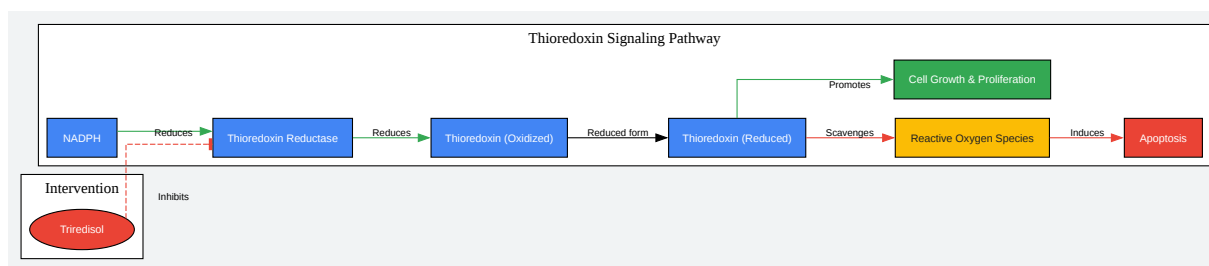 Thioredoxin Signaling Pathway
Cell Growth & Proliferation
Promotes
NADPH
Reduces
Thioredoxin Reductase
Reduces
Thioredoxin (Oxidized)
Reduced form
Thioredoxin (Reduced)
Scavenges
Reactive Oxygen Species
Induces
Apoptosis
Intervention
Inhibits
Triredisol